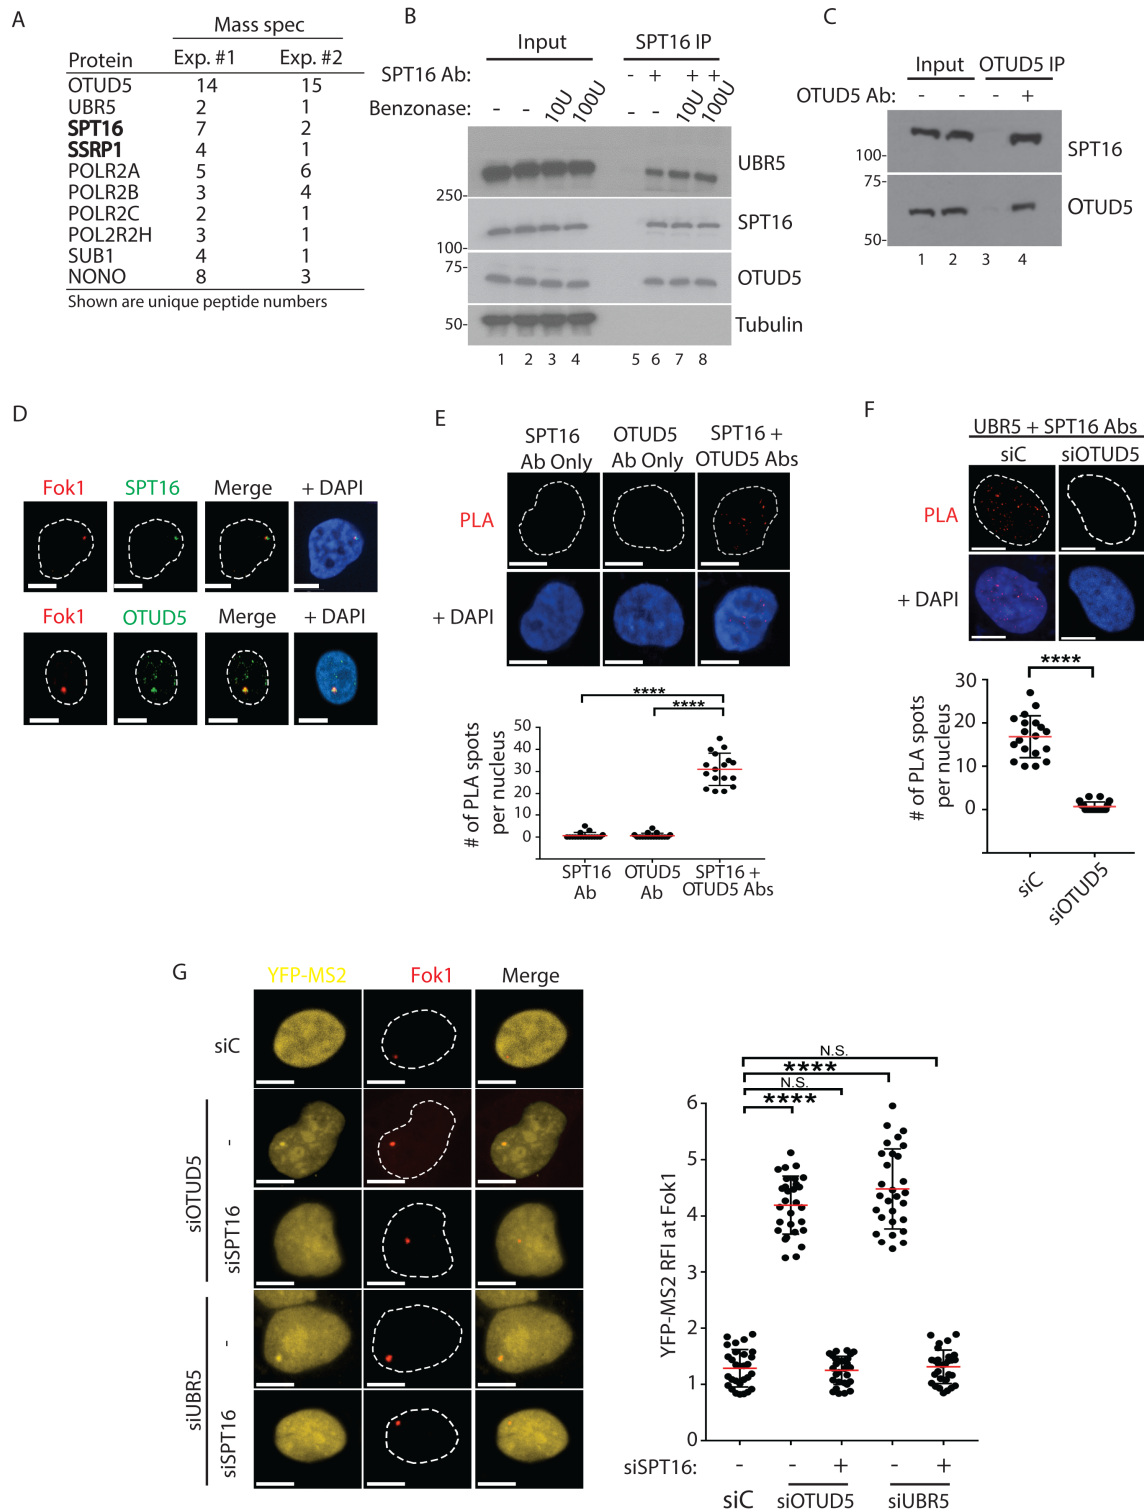 A
Mass spec
Protein Exp. #1 Exp. #2
OTUD5 14 15
UBR5 2 1
SPT16 7 2
SSRP1 4 1
POLR2A 5 6
POLR2B 3 4
POLR2C 2 1
POL2R2H 3 1
SUB1 4 1
NONO 8 3
Shown are unique peptide numbers
B
Input SPT16 IP
SPT16 Ab: - + + +
Benzonase: - - 10U 100U - - 10U 100U
UBR5
250-
SPT16
100-
75-
OTUD5
50-
Tubulin
1 2 3 4 5 6 7 8
C
Input OTUD5 IP
OTUD5 Ab: - - - +
SPT16
100-
75-
OTUD5
50-
1 2 3 4
D
Fok1 SPT16 Merge + DAPI
Fok1 OTUD5 Merge + DAPI
E
SPT16 Ab Only
OTUD5 Ab Only
SPT16 + OTUD5 Abs
PLA
+ DAPI
****
****
# of PLA spots per nucleus
50
40
30
20
10
0
SPT16 Ab
OTUD5 Ab
SPT16 + OTUD5 Abs
F
UBR5 + SPT16 Abs
siC siOTUD5
PLA
+ DAPI
****
# of PLA spots per nucleus
30
20
10
0
siC
siOTUD5
G
YFP-MS2 Fok1 Merge
siC
siOTUD5
-
siSPT16
siUBR5
-
siSPT16
N.S.
****
N.S.
****
YFP-MS2 RFI at Fok1
6
5
4
3
2
1
0
siSPT16: - - + - +
siC siOTUD5 siUBR5